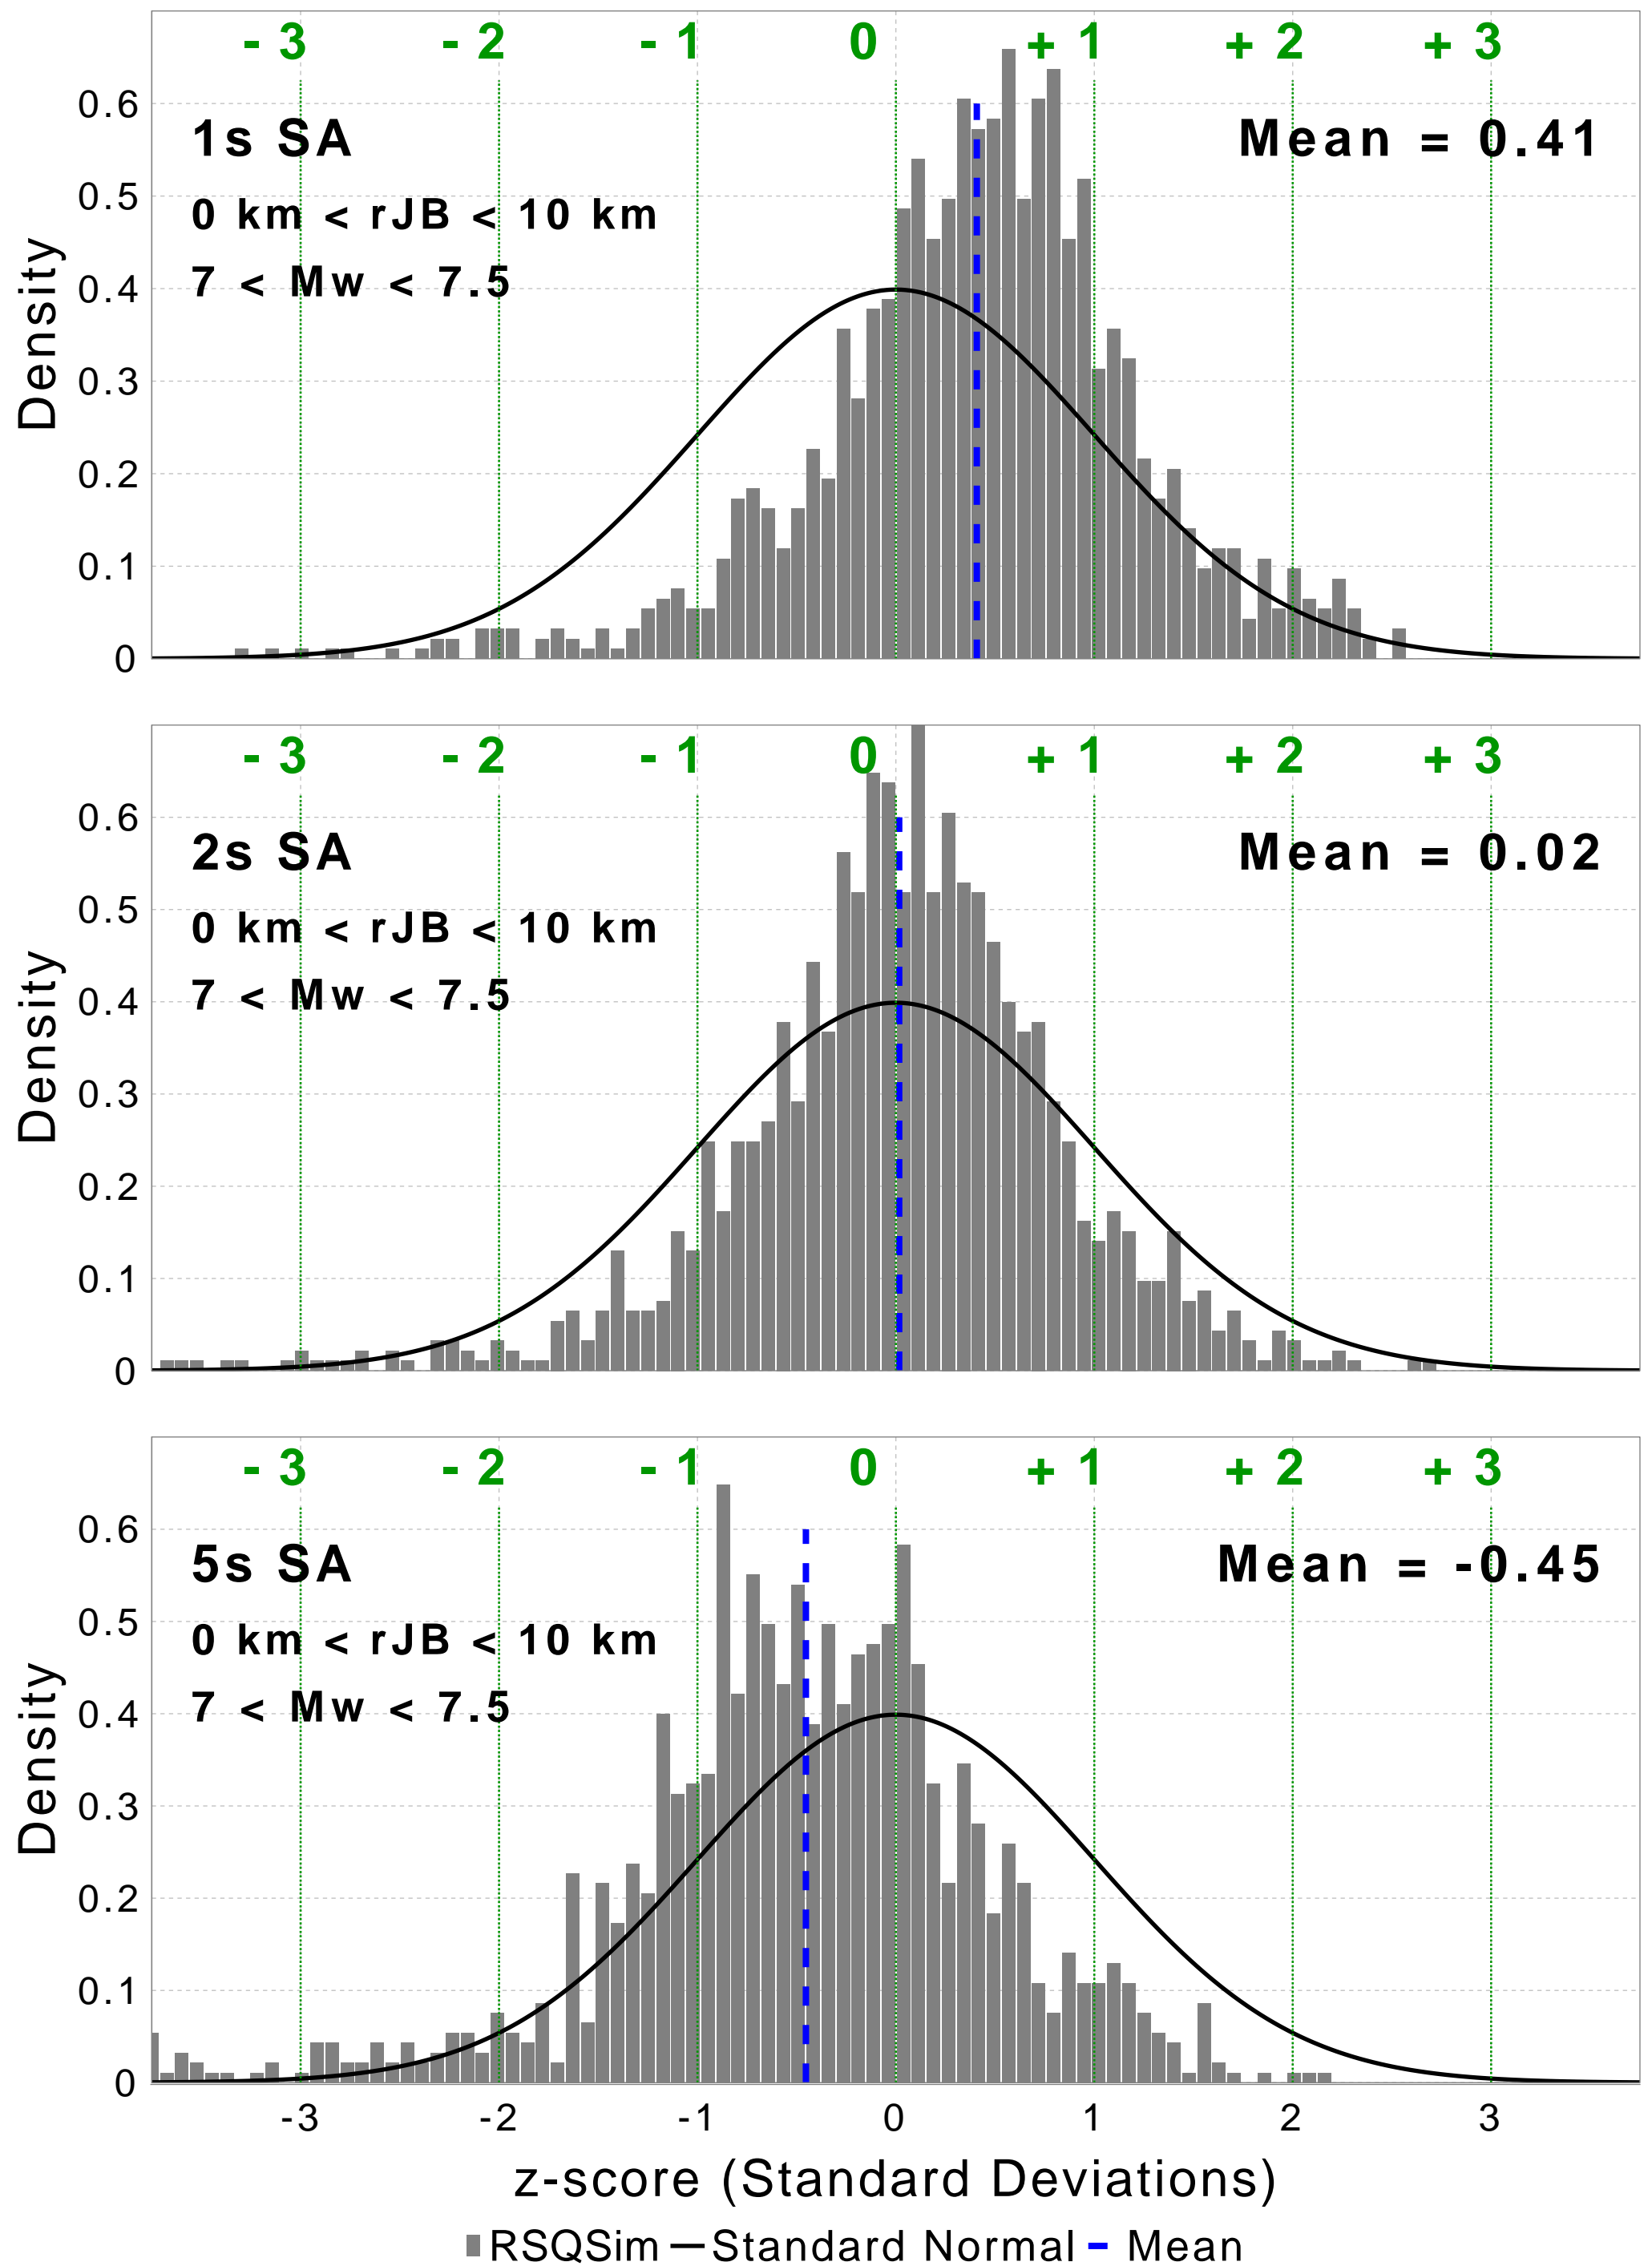 - 3 - 2 - 1 0 + 1 + 2 + 3
0.6
1s SA Mean = 0.41
0.5
0 km < rJB < 10 km
7 < Mw < 7.5
0.4
Density
0.3
0.2
0.1
0
- 3 - 2 - 1 0 + 1 + 2 + 3
0.6
2s SA Mean = 0.02
0.5
0 km < rJB < 10 km
7 < Mw < 7.5
0.4
Density
0.3
0.2
0.1
0
- 3 - 2 - 1 0 + 1 + 2 + 3
0.6
5s SA Mean = -0.45
0.5
0 km < rJB < 10 km
7 < Mw < 7.5
0.4
Density
0.3
0.2
0.1
0
-3 -2 -1 0 1 2 3
z-score (Standard Deviations)
RSQSim Standard Normal Mean